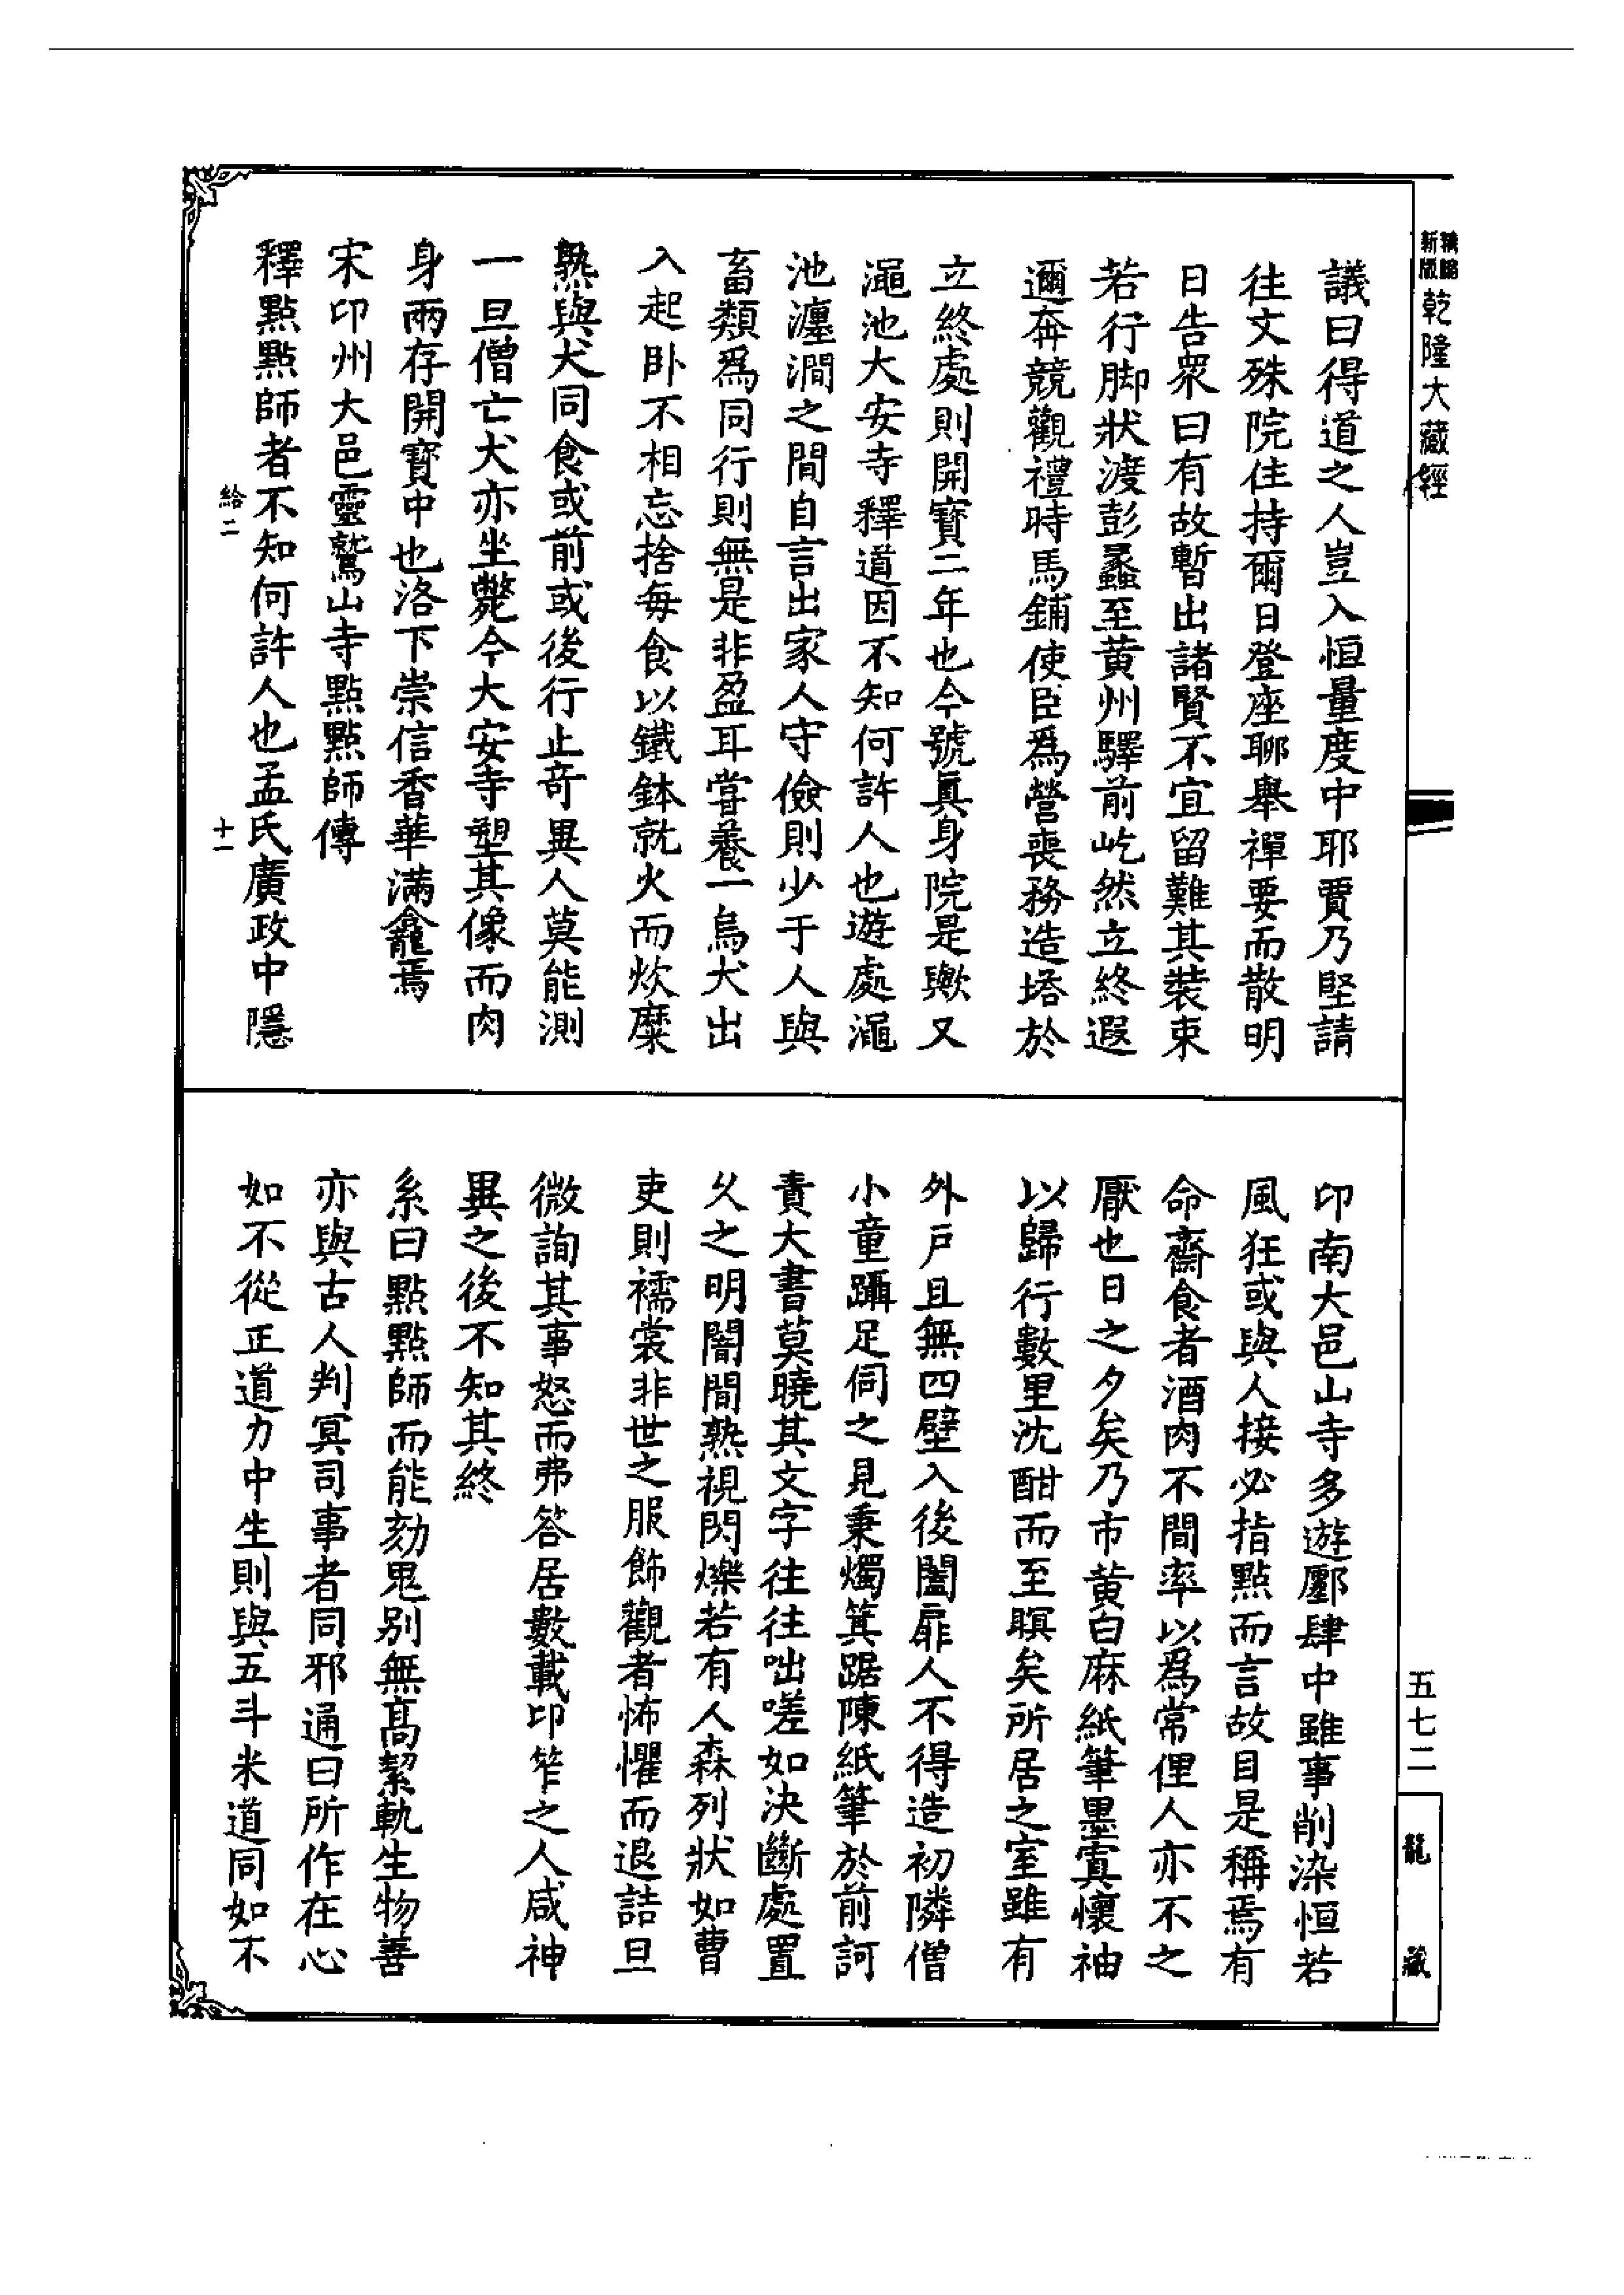 精縮
新版
乾隆大藏經
議曰得道之人豈入恒量度中耶賈乃堅請
往文殊院住持爾日登座聊舉禪要而散明
日告眾曰有故暫出諸賢不宜留難其裝束
若行脚狀渡彭蠡至黄州驛前屹然立終遐
邇奔競觀禮時馬鋪使臣爲營喪務造塔於
立終處則開寶二年也今號眞身院是歟又
澠池大安寺釋道因不知何許人也遊處澠
池瀍澗之間自言出家人守儉則少于人與
畜類爲同行則無是非盈耳甞養一烏犬出
入起卧不相忘捨每食以鐵鉢就火而炊糜
熟與犬同食或前或後行止奇異人莫能測
一旦僧亡犬亦坐斃今大安寺塑其像而肉
身兩存開寶中也洛下崇信香華滿龕焉
宋卭州大邑靈鷲山寺點點師傳
釋點點師者不知何許人也孟氏廣政中隱
給二
十一
卭南大邑山寺多遊鄽肆中雖事削染恒若
風狂或與人接必指點而言故目是稱焉有
命齋食者酒肉不間率以爲常俚人亦不之
厭也日之夕矣乃市黄白麻紙筆墨寘懷袖
以歸行數里沈酣而至暝矣所居之室雖有
外戶且無四壁入後闔扉人不得造初隣僧
小童躡足伺之見秉燭箕踞陳紙筆於前訶
責大書莫曉其文字往往咄嗟如決斷處置
久之明闇間熟視閃爍若有人森列狀如曹
吏則襦裳非世之服飾觀者怖懼而退詰旦
微詢其事怒而弗答居數載卭笮之人咸神
異之後不知其終
系曰點點師而能劾鬼别無高絜軌生物善
亦與古人判冥司事者同邪通曰所作在心
如不從正道力中生則與五斗米道同如不
五七二
龍藏